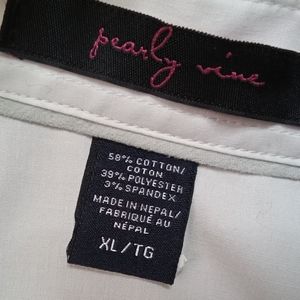 pearly vine
58% COTTON/
COTON
39% POLYESTER
3% SPANDEX
MADE IN NEPAL/
FABRIQUÉ AU
NÉPAL
XL/TG